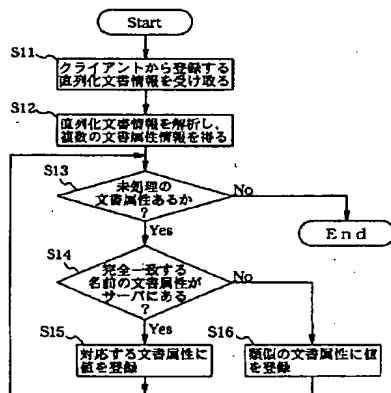 Start
S11
クライアントから登録する
直列化文書情報を受け取る
S12
直列化文書情報を解析し、
複数の文書属性情報を得る
S13
未処理の
文書属性あるか
?
No
Yes
End
S14
完全一致する
名前の文書属性が
サーバにある
?
No
Yes
S15
対応する文書属性に
値を登録
S16
類似の文書属性に値
を登録